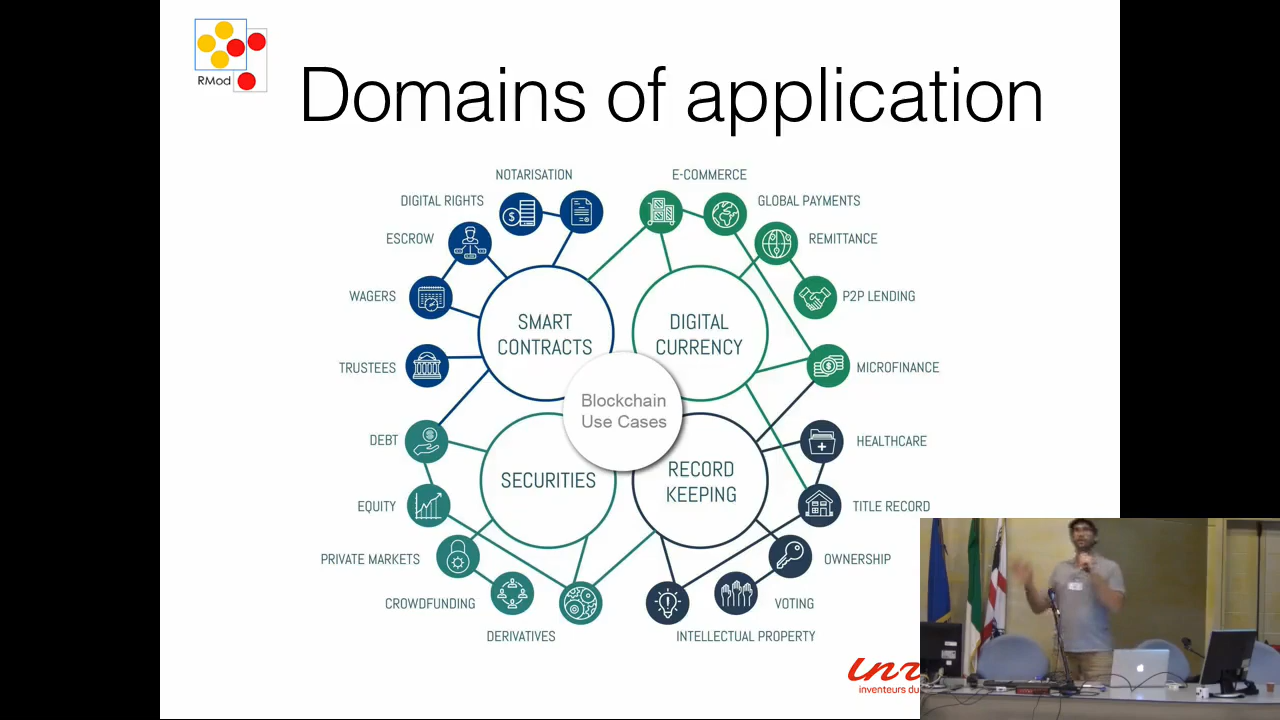 RMod
Domains of application
NOTARISATION
E-COMMERCE
DIGITAL RIGHTS
GLOBAL PAYMENTS
ESCROW
REMITTANCE
WAGERS
P2P LENDING
SMART
CONTRACTS
DIGITAL
CURRENCY
TRUSTEES
MICROFINANCE
Blockchain
Use Cases
DEBT
HEALTHCARE
SECURITIES
RECORD
KEEPING
EQUITY
TITLE RECORD
PRIVATE MARKETS
OWNERSHIP
CROWDFUNDING
VOTING
DERIVATIVES
INTELLECTUAL PROPERTY
inventeurs du